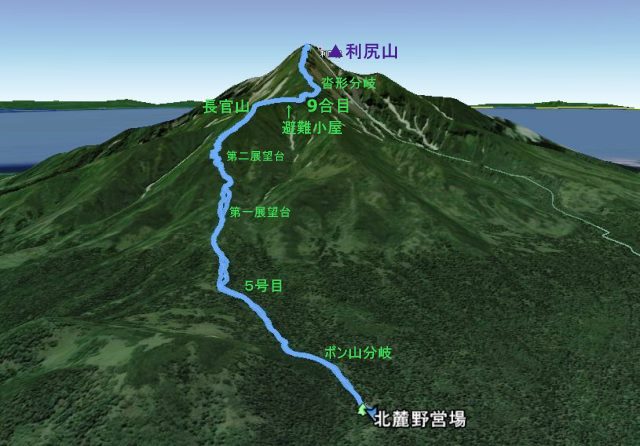 ▲利尻山
沓形分岐
長官山
9合目
↑
避難小屋
第二展望台
第一展望台
5号目
ポン山分岐
北麓野営場